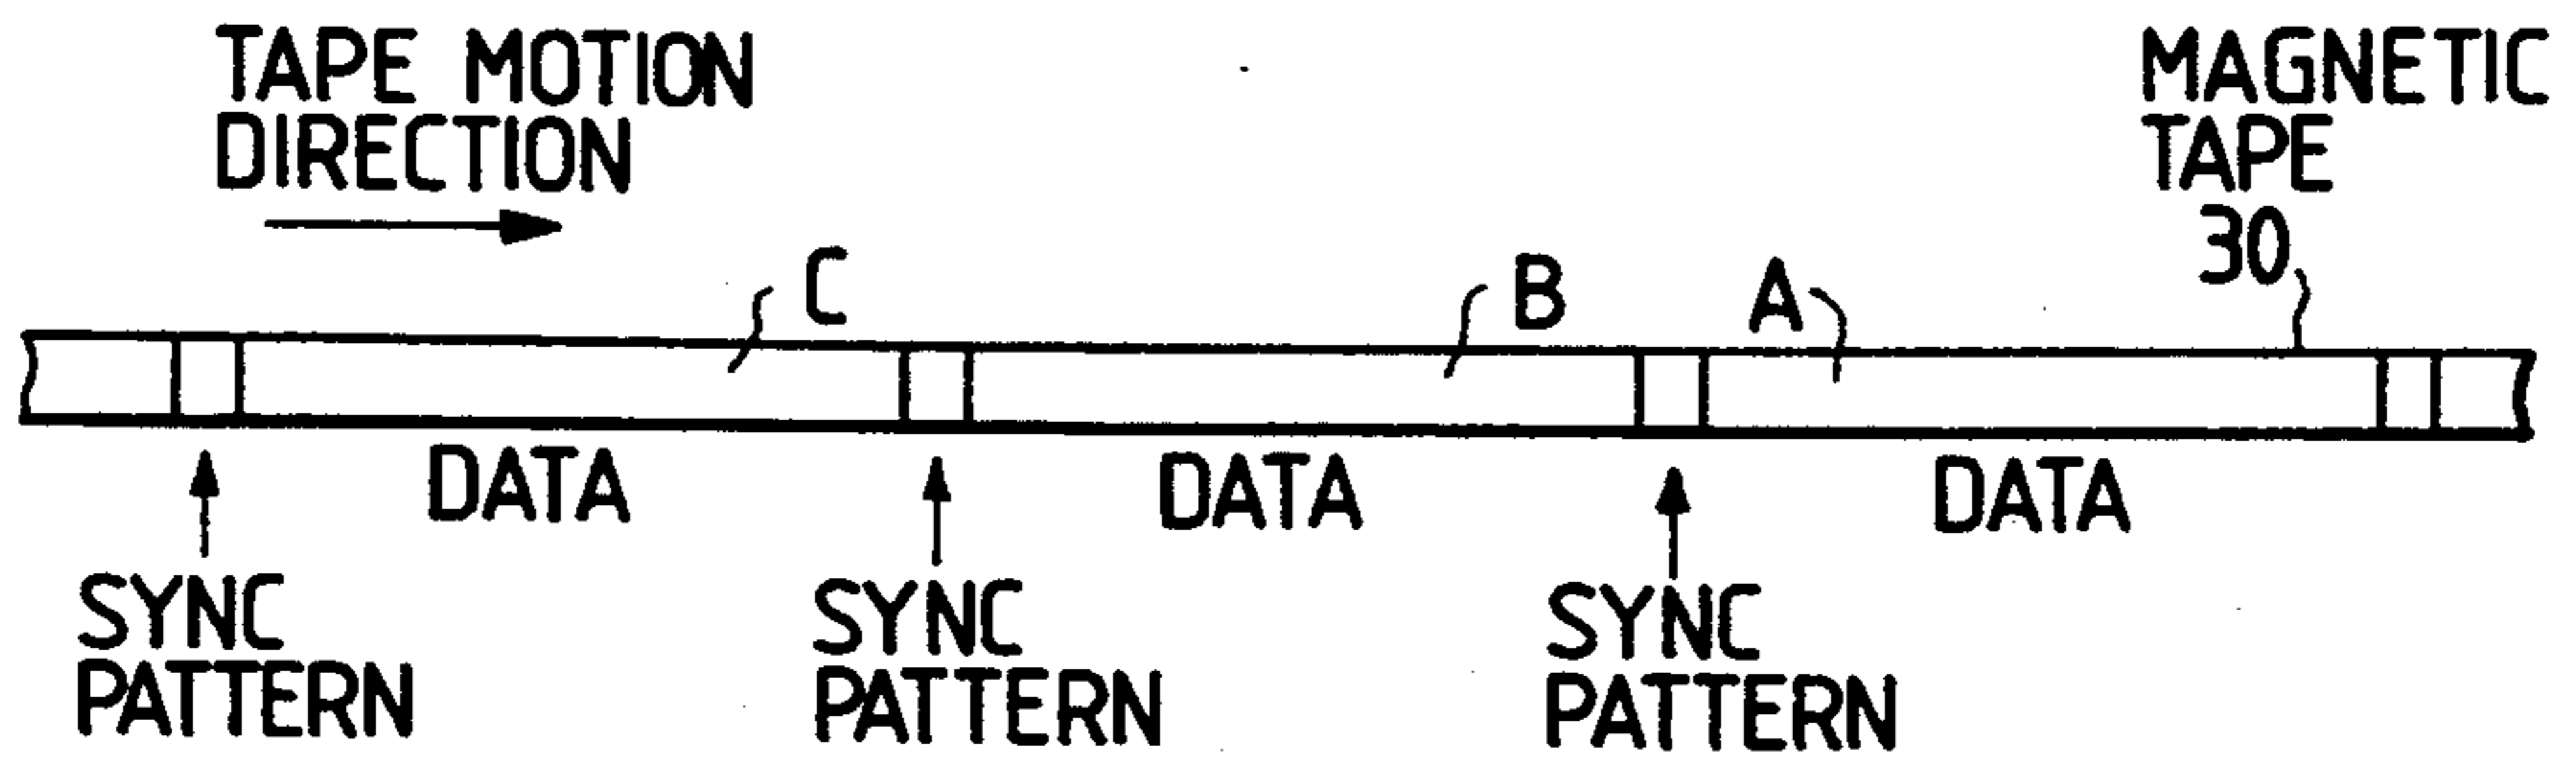 TAPE MOTION
DIRECTION
MAGNETIC
TAPE
30
C
B
A
DATA
DATA
DATA
SYNC
PATTERN
SYNC
PATTERN
SYNC
PATTERN